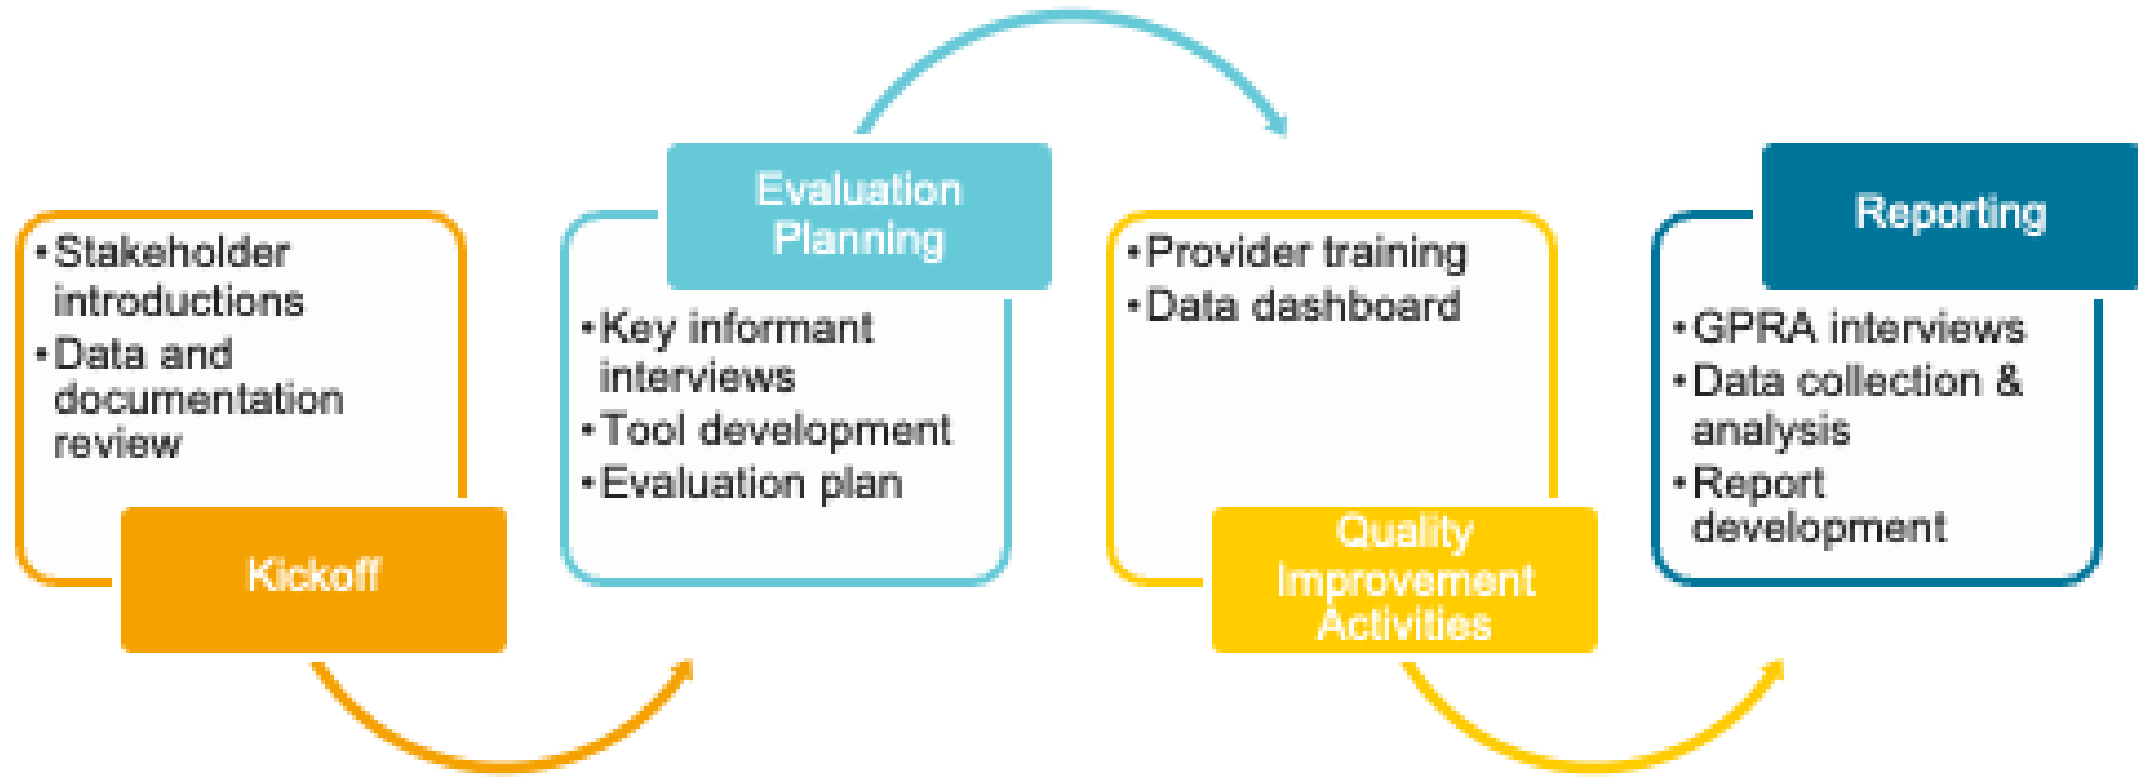 • Stakeholder
introductions
• Data and
documentation
review
Kickoff
Evaluation
Planning
• Key informant
interviews
• Tool development
• Evaluation plan
• Provider training
• Data dashboard
Quality
Improvement
Activities
Reporting
• GPRA interviews
• Data collection &
analysis
• Report
development